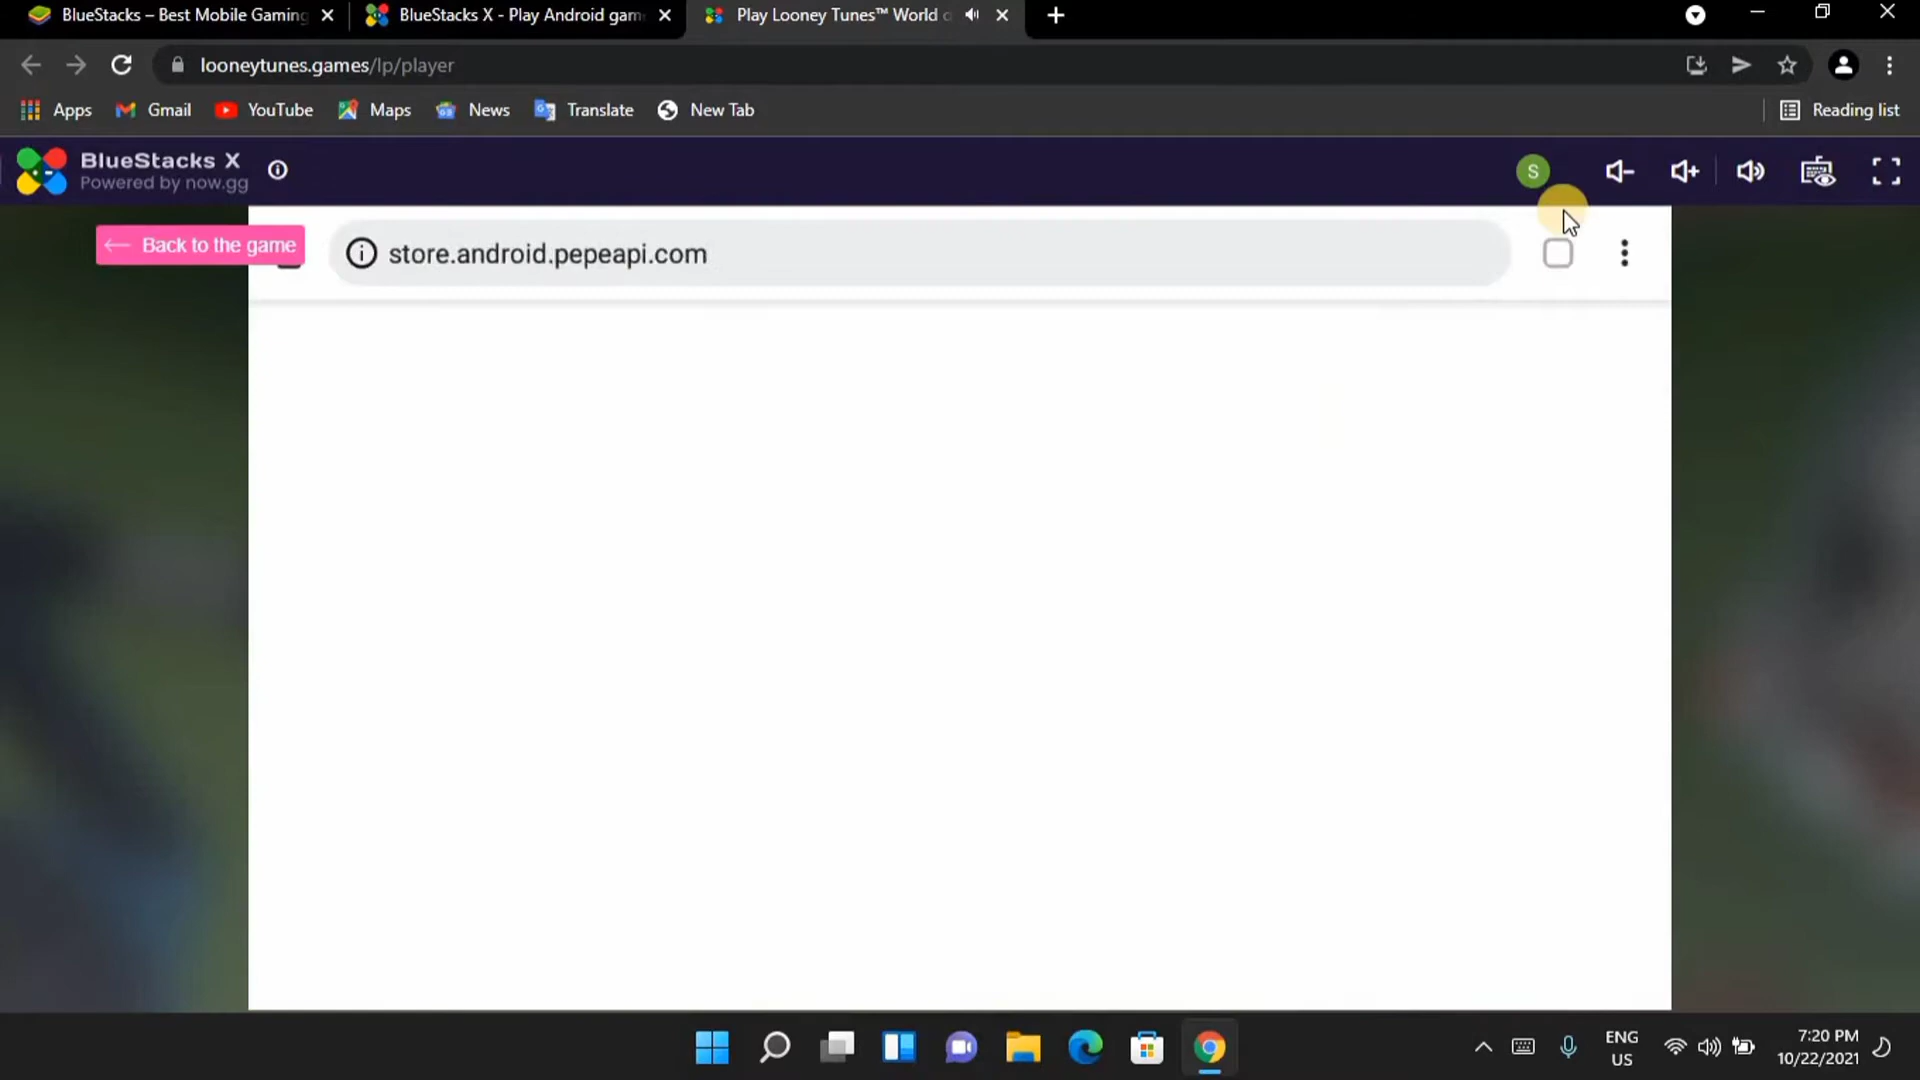 BlueStacks – Best Mobile Gaming
BlueStacks X - Play Android gam
Play Looney Tunes™ World o
looneytunes.games/lp/player
Apps
Gmail
YouTube
Maps
News
Translate
New Tab
Reading list
BlueStacks X
Powered by now.gg
S
Back to the game
store.android.pepeapi.com
ENG
US
7:20 PM
10/22/2021